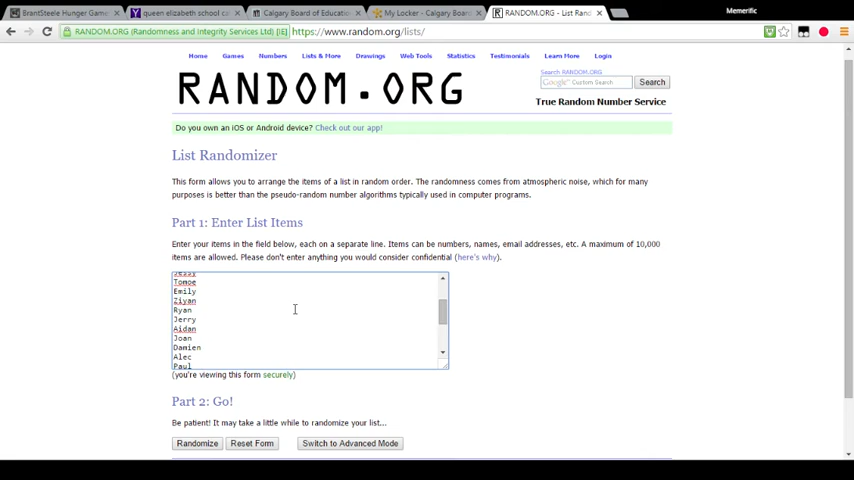 BrantSteele Hunger Game
queen elizabeth school ca
Calgary Board of Education
My Locker - Calgary Board
RANDOM.ORG - List Rand
Memerific
RANDOM.ORG (Randomness and Integrity Services Ltd) [IE]
https://www.random.org/lists/
Home Games Numbers Lists & More Drawings Web Tools Statistics Testimonials Learn More Login
RANDOM.ORG
Search RANDOM.ORG
Google™ Custom Search
Search
True Random Number Service
Do you own an iOS or Android device? Check out our app!
List Randomizer
This form allows you to arrange the items of a list in random order. The randomness comes from atmospheric noise, which for many
purposes is better than the pseudo-random number algorithms typically used in computer programs.
Part 1: Enter List Items
Enter your items in the field below, each on a separate line. Items can be numbers, names, email addresses, etc. A maximum of 10,000
items are allowed. Please don't enter anything you would consider confidential (here's why).
Jessy
Tomoe
Emily
Ziyan
Ryan
Jerry
Aidan
Joan
Damien
Alec
Paul
(you're viewing this form securely)
Part 2: Go!
Be patient! It may take a little while to randomize your list...
Randomize
Reset Form
Switch to Advanced Mode